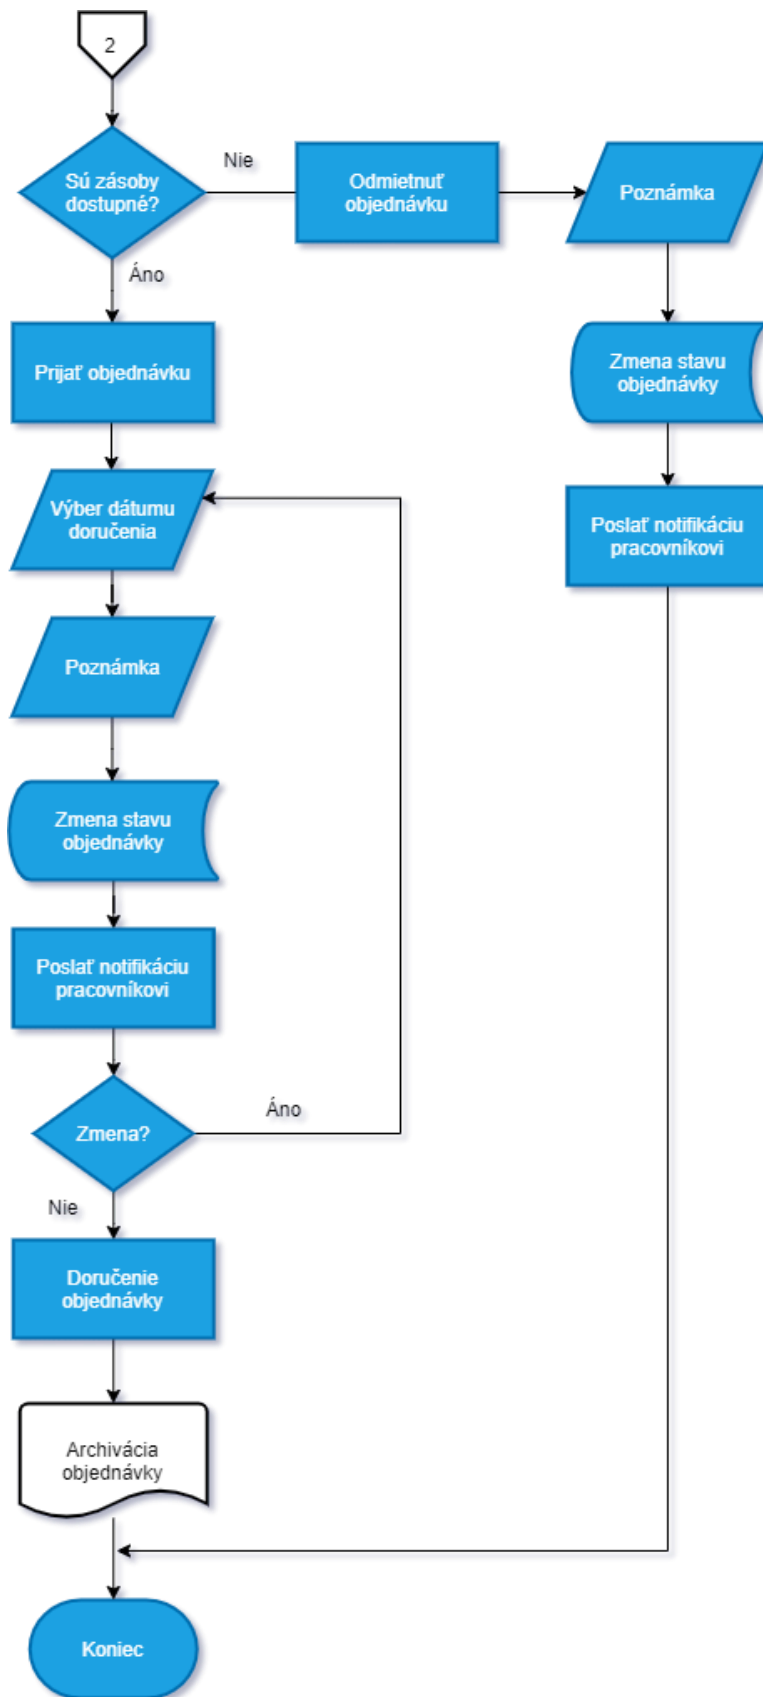 2
Sú zásoby
dostupné?
Nie
Odmietnuť
objednávku
Poznámka
Áno
Prijať objednávku
Zmena stavu
objednávky
Výber dátumu
doručenia
Poslať notifikáciu
pracovníkovi
Poznámka
Zmena stavu
objednávky
Poslať notifikáciu
pracovníkovi
Zmena?
Áno
Nie
Doručenie
objednávky
Archivácia
objednávky
Koniec